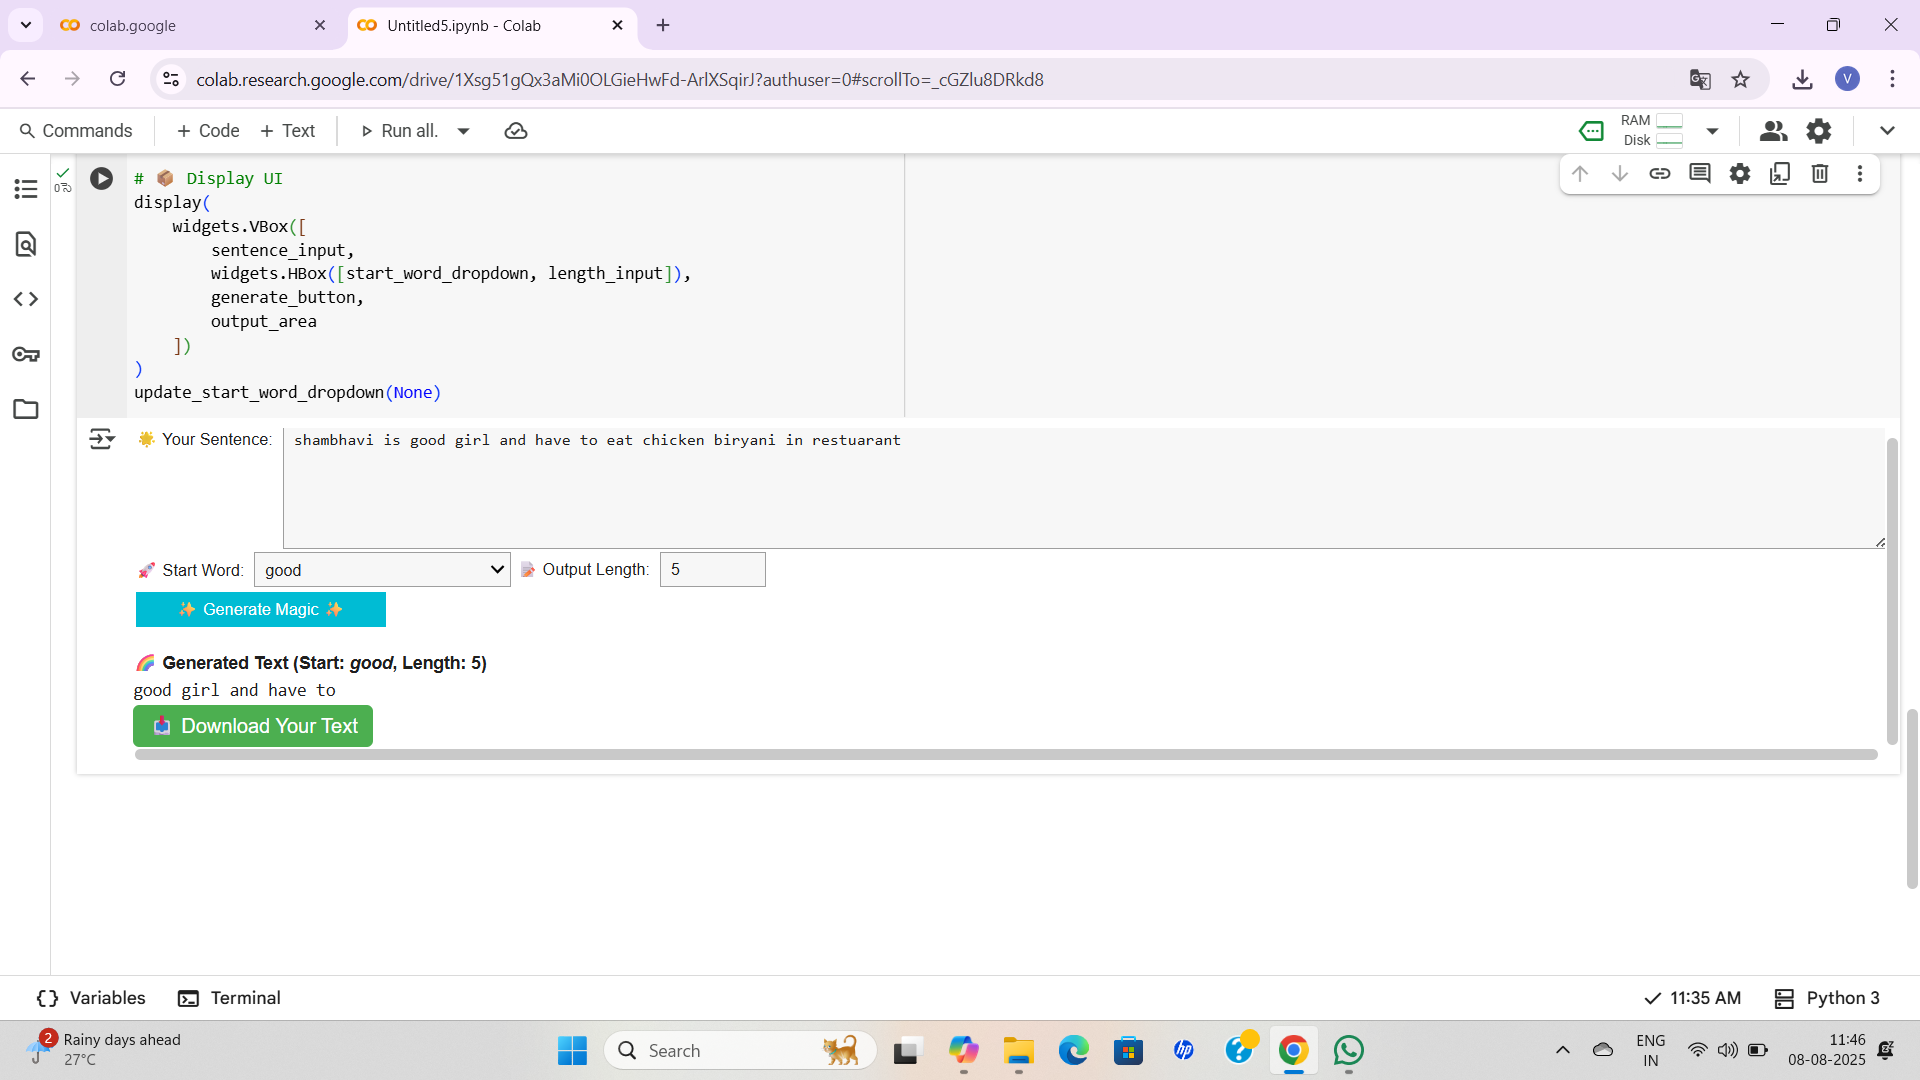 colab.google
Untitled5.ipynb - Colab
colab.research.google.com/drive/1Xsg51gQx3aMi0OLGieHwFd-ArlXSqirJ?authuser=0#scrollTo=_cGZlu8DRkd8
V
Commands
+ Code
+ Text
Run all.
RAM
Disk
0సె
# 📦 Display UI
display(
widgets.VBox([
sentence_input,
widgets.HBox([start_word_dropdown, length_input]),
generate_button,
output_area
])
)
update_start_word_dropdown(None)
🌟 Your Sentence:
shambhavi is good girl and have to eat chicken biryani in restuarant
🚀 Start Word:
good
📝 Output Length:
5
✨ Generate Magic ✨
🌈 Generated Text (Start: good, Length: 5)
good girl and have to
📥 Download Your Text
{} Variables
Terminal
11:35 AM
Python 3
2
Rainy days ahead
27°C
Search
hp
ENG
IN
11:46
08-08-2025